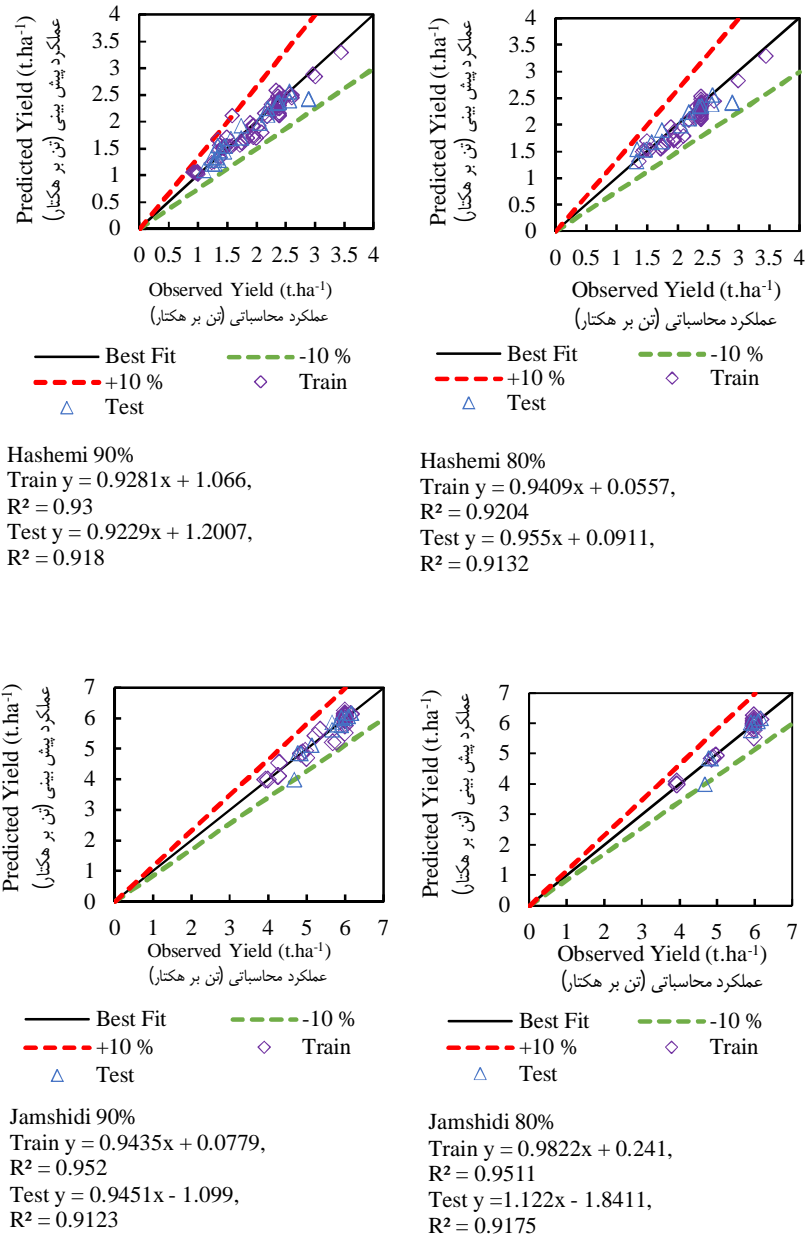 Predicted Yield (t.ha-1)
عملکرد پیش بینی (تن بر هکتار)
4
3.5
3
2.5
2
1.5
1
0.5
0
0 0.5 1 1.5 2 2.5 3 3.5 4
Observed Yield (t.ha-1)
عملکرد محاسباتی (تن بر هکتار)
Best Fit -10 %
+10 % Train
Test
Hashemi 90%
Train y = 0.9281x + 1.066,
R² = 0.93
Test y = 0.9229x + 1.2007,
R² = 0.918
Predicted Yield (t.ha-1)
عملکرد پیش بینی (تن بر هکتار)
4
3.5
3
2.5
2
1.5
1
0.5
0
0 0.5 1 1.5 2 2.5 3 3.5 4
Observed Yield (t.ha-1)
عملکرد محاسباتی (تن بر هکتار)
Best Fit -10 %
+10 % Train
Test
Hashemi 80%
Train y = 0.9409x + 0.0557,
R² = 0.9204
Test y = 0.955x + 0.0911,
R² = 0.9132
Predicted Yield (t.ha-1)
عملکرد پیش بینی (تن بر هکتار)
7
6
5
4
3
2
1
0
0 1 2 3 4 5 6 7
Observed Yield (t.ha-1)
عملکرد محاسباتی (تن بر هکتار)
Best Fit -10 %
+10 % Train
Test
Jamshidi 90%
Train y = 0.9435x + 0.0779,
R² = 0.952
Test y = 0.9451x - 1.099,
R² = 0.9123
Predicted Yield (t.ha-1)
عملکرد پیش بینی (تن بر هکتار)
7
6
5
4
3
2
1
0
0 1 2 3 4 5 6 7
Observed Yield (t.ha-1)
عملکرد محاسباتی (تن بر هکتار)
Best Fit -10 %
+10 % Train
Test
Jamshidi 80%
Train y = 0.9822x + 0.241,
R² = 0.9511
Test y =1.122x - 1.8411,
R² = 0.9175